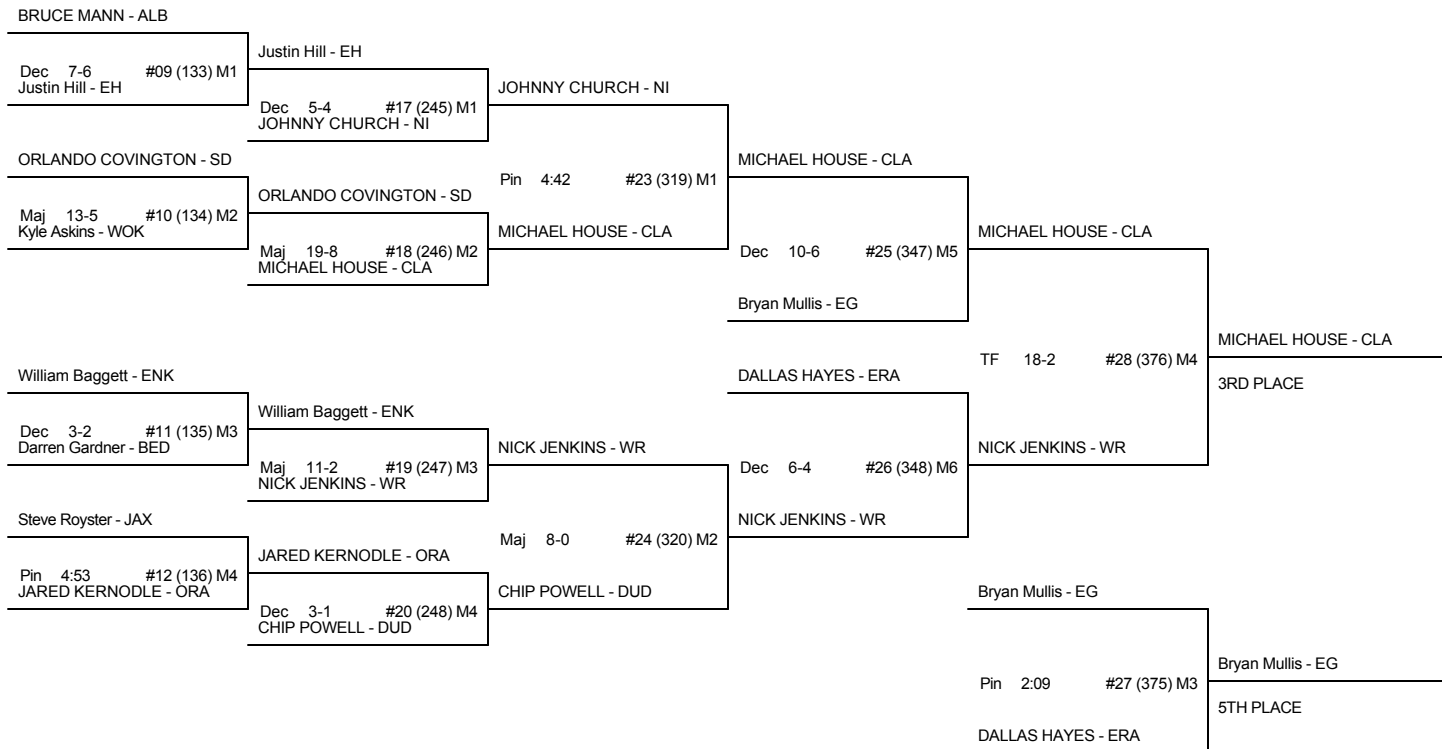 BRUCE MANN - ALB
Dec 7-6 #09 (133) M1
Justin Hill - EH
ORLANDO COVINGTON - SD
Maj 13-5 #10 (134) M2
Kyle Askins - WOK
William Baggett - ENK
Dec 3-2 #11 (135) M3
Darren Gardner - BED
Steve Royster - JAX
Pin 4:53 #12 (136) M4
JARED KERNODLE - ORA
Justin Hill - EH
Dec 5-4 #17 (245) M1
JOHNNY CHURCH - NI
ORLANDO COVINGTON - SD
Maj 19-8 #18 (246) M2
MICHAEL HOUSE - CLA
William Baggett - ENK
Maj 11-2 #19 (247) M3
NICK JENKINS - WR
JARED KERNODLE - ORA
Dec 3-1 #20 (248) M4
CHIP POWELL - DUD
JOHNNY CHURCH - NI
Pin 4:42 #23 (319) M1
MICHAEL HOUSE - CLA
NICK JENKINS - WR
Maj 8-0 #24 (320) M2
CHIP POWELL - DUD
MICHAEL HOUSE - CLA
Dec 10-6 #25 (347) M5
Bryan Mullis - EG
DALLAS HAYES - ERA
Dec 6-4 #26 (348) M6
NICK JENKINS - WR
MICHAEL HOUSE - CLA
TF 18-2 #28 (376) M4
NICK JENKINS - WR
Bryan Mullis - EG
Pin 2:09 #27 (375) M3
DALLAS HAYES - ERA
MICHAEL HOUSE - CLA
3RD PLACE
Bryan Mullis - EG
5TH PLACE